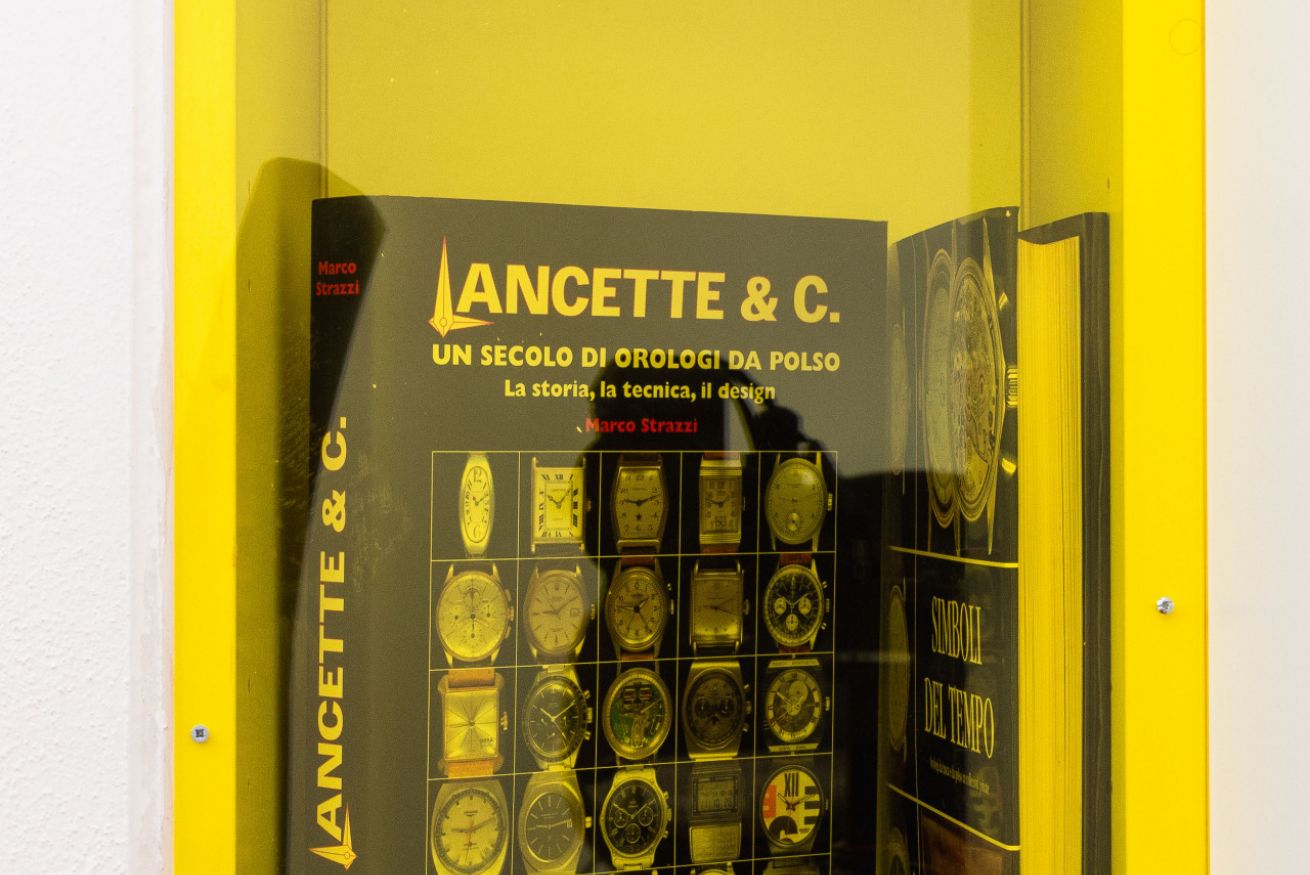 Marco
Strazzi
LANCETTE & C.
LANCETTE & C.
UN SECOLO DI OROLOGI DA POLSO
La storia, la tecnica, il design
Marco Strazzi
XII
SIMBOLI
DEL TEMPO